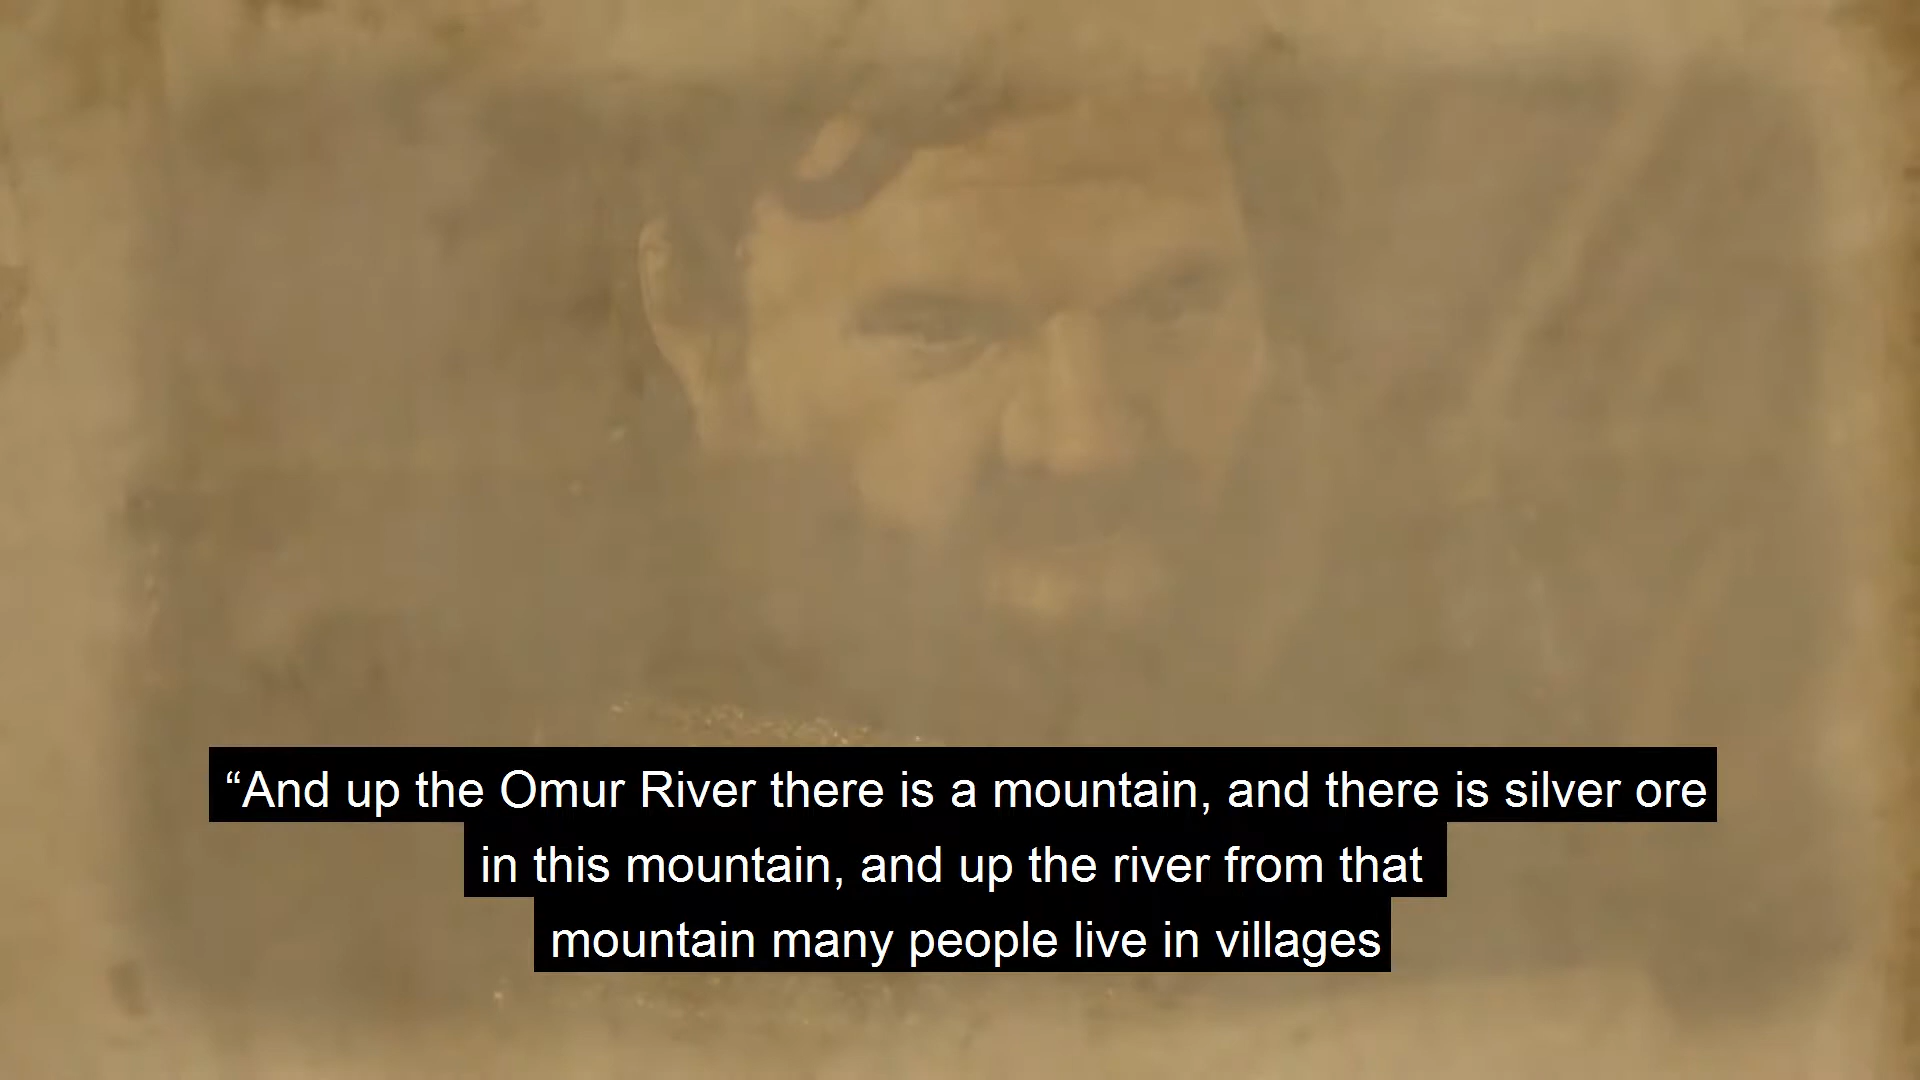 “And up the Omur River there is a mountain, and there is silver ore
in this mountain, and up the river from that
mountain many people live in villages